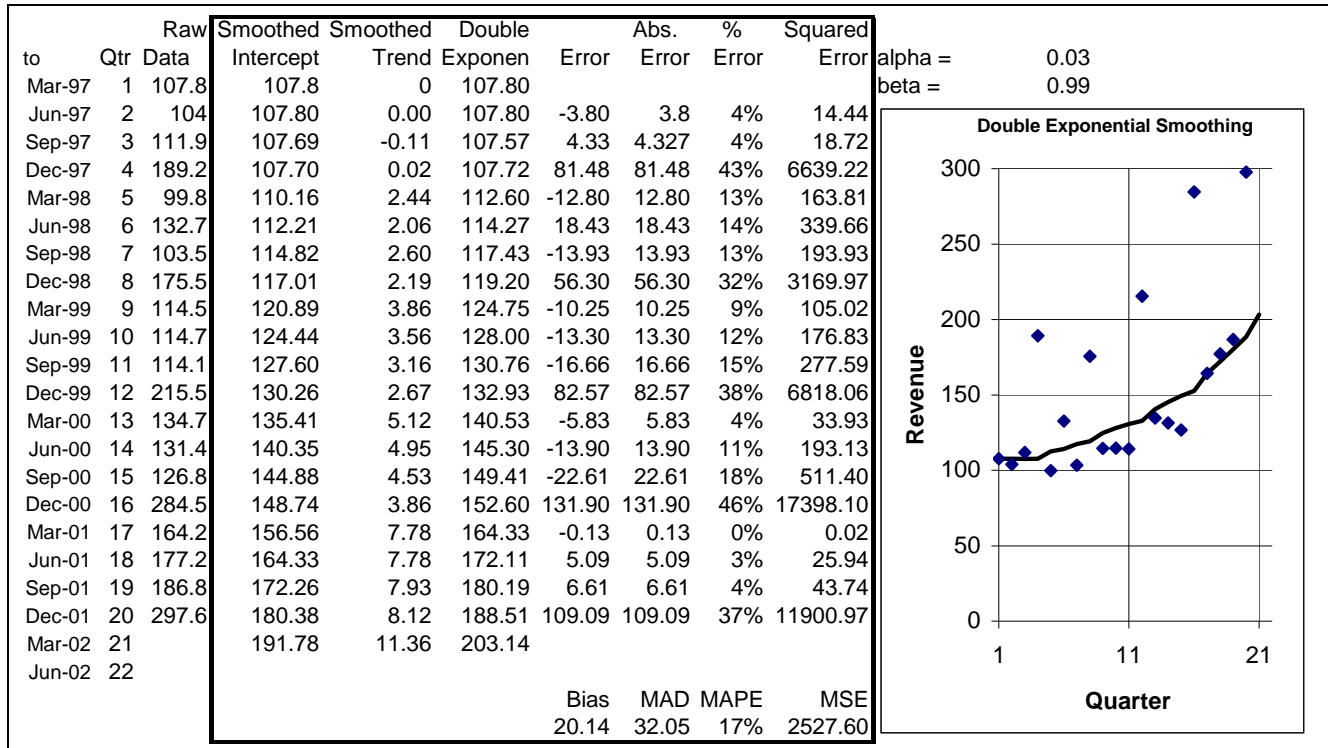 Raw Smoothed Smoothed Double Abs. % Squared
to Qtr Data Intercept Trend Exponen Error Error Error Error alpha = 0.03
Mar-97 1 107.8 107.8 0 107.80 beta = 0.99
Jun-97 2 104 107.80 0.00 107.80 -3.80 3.8 4% 14.44
Sep-97 3 111.9 107.69 -0.11 107.57 4.33 4.327 4% 18.72
Dec-97 4 189.2 107.70 0.02 107.72 81.48 81.48 43% 6639.22
Mar-98 5 99.8 110.16 2.44 112.60 -12.80 12.80 13% 163.81
Jun-98 6 132.7 112.21 2.06 114.27 18.43 18.43 14% 339.66
Sep-98 7 103.5 114.82 2.60 117.43 -13.93 13.93 13% 193.93
Dec-98 8 175.5 117.01 2.19 119.20 56.30 56.30 32% 3169.97
Mar-99 9 114.5 120.89 3.86 124.75 -10.25 10.25 9% 105.02
Jun-99 10 114.7 124.44 3.56 128.00 -13.30 13.30 12% 176.83
Sep-99 11 114.1 127.60 3.16 130.76 -16.66 16.66 15% 277.59
Dec-99 12 215.5 130.26 2.67 132.93 82.57 82.57 38% 6818.06
Mar-00 13 134.7 135.41 5.12 140.53 -5.83 5.83 4% 33.93
Jun-00 14 131.4 140.35 4.95 145.30 -13.90 13.90 11% 193.13
Sep-00 15 126.8 144.88 4.53 149.41 -22.61 22.61 18% 511.40
Dec-00 16 284.5 148.74 3.86 152.60 131.90 131.90 46% 17398.10
Mar-01 17 164.2 156.56 7.78 164.33 -0.13 0.13 0% 0.02
Jun-01 18 177.2 164.33 7.78 172.11 5.09 5.09 3% 25.94
Sep-01 19 186.8 172.26 7.93 180.19 6.61 6.61 4% 43.74
Dec-01 20 297.6 180.38 8.12 188.51 109.09 109.09 37% 11900.97
Mar-02 21 191.78 11.36 203.14
Jun-02 22
Bias MAD MAPE MSE
20.14 32.05 17% 2527.60
Double Exponential Smoothing
300
250
200
150
100
50
0
Revenue
1 11 21
Quarter